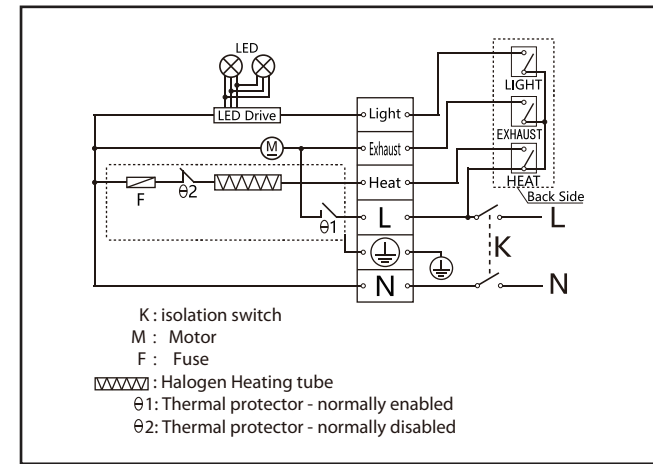 LED
LED Drive
Light
LIGHT
M
Exhaust
EXHAUST
F
θ2
Heat
HEAT
Back Side
θ1
L
L
K
N
N
K : isolation switch
M : Motor
F : Fuse
: Halogen Heating tube
θ1: Thermal protector - normally enabled
θ2: Thermal protector - normally disabled